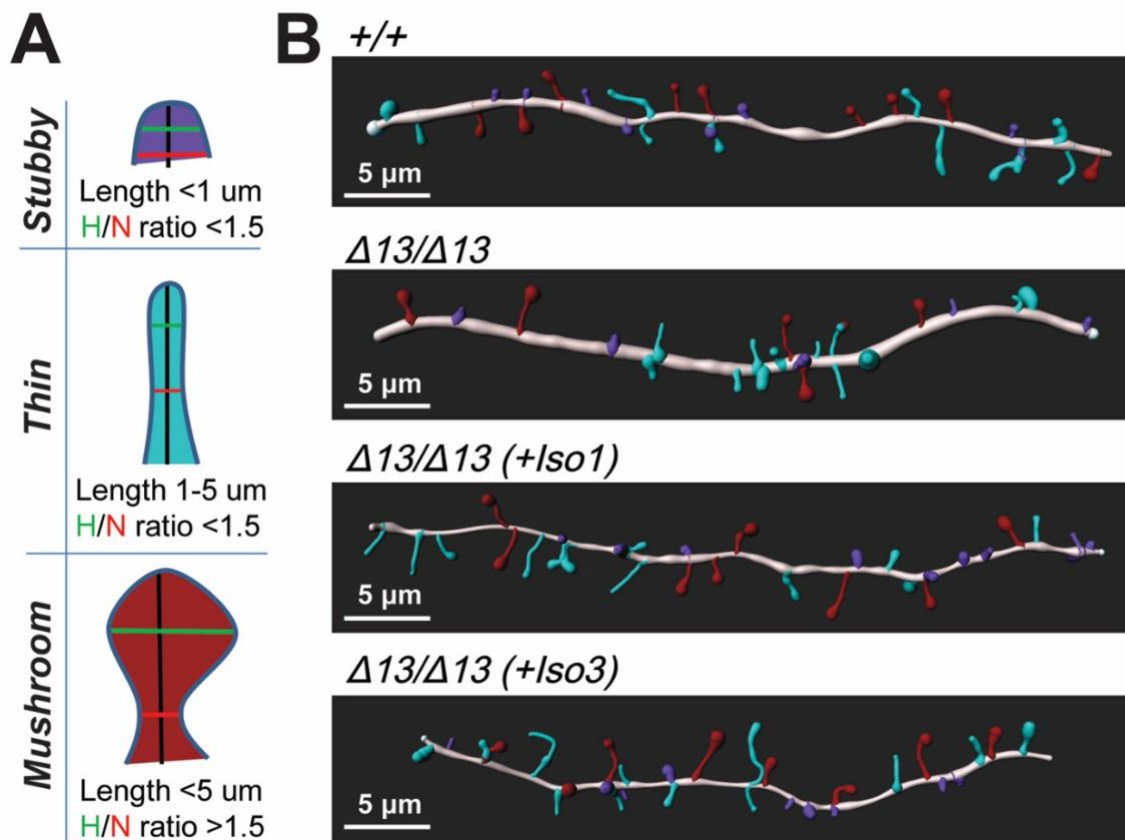 A
Stubby
Length <1 um
H/N ratio <1.5
Thin
Length 1-5 um
H/N ratio <1.5
Mushroom
Length <5 um
H/N ratio >1.5
B
+/+
5 μm
Δ13/Δ13
5 μm
Δ13/Δ13 (+Iso1)
5 μm
Δ13/Δ13 (+Iso3)
5 μm